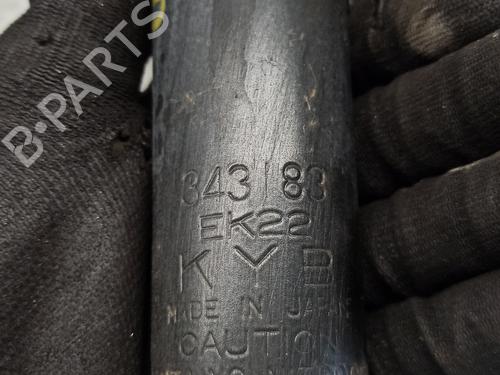 B-PARTS
343183
EK22
KYB
MADE IN JAPAN
CAUTION